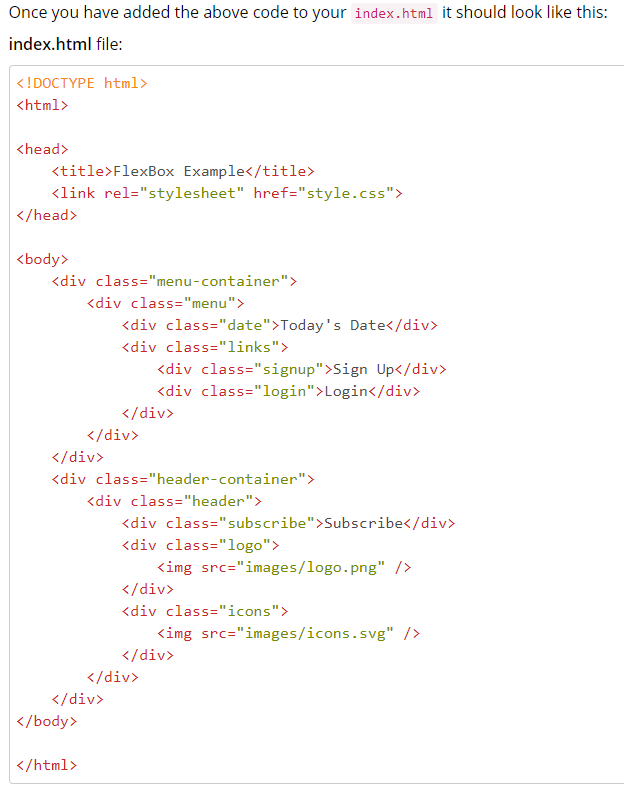 Once you have added the above code to your index.html it should look like this:
index.html file:
<!DOCTYPE html>
<html>
<head>
    <title>FlexBox Example</title>
    <link rel="stylesheet" href="style.css">
</head>
<body>
    <div class="menu-container">
        <div class="menu">
            <div class="date">Today's Date</div>
            <div class="links">
                <div class="signup">Sign Up</div>
                <div class="login">Login</div>
            </div>
        </div>
    </div>
    <div class="header-container">
        <div class="header">
            <div class="subscribe">Subscribe</div>
            <div class="logo">
                <img src="images/logo.png" />
            </div>
            <div class="icons">
                <img src="images/icons.svg" />
            </div>
        </div>
    </div>
</body>
</html>